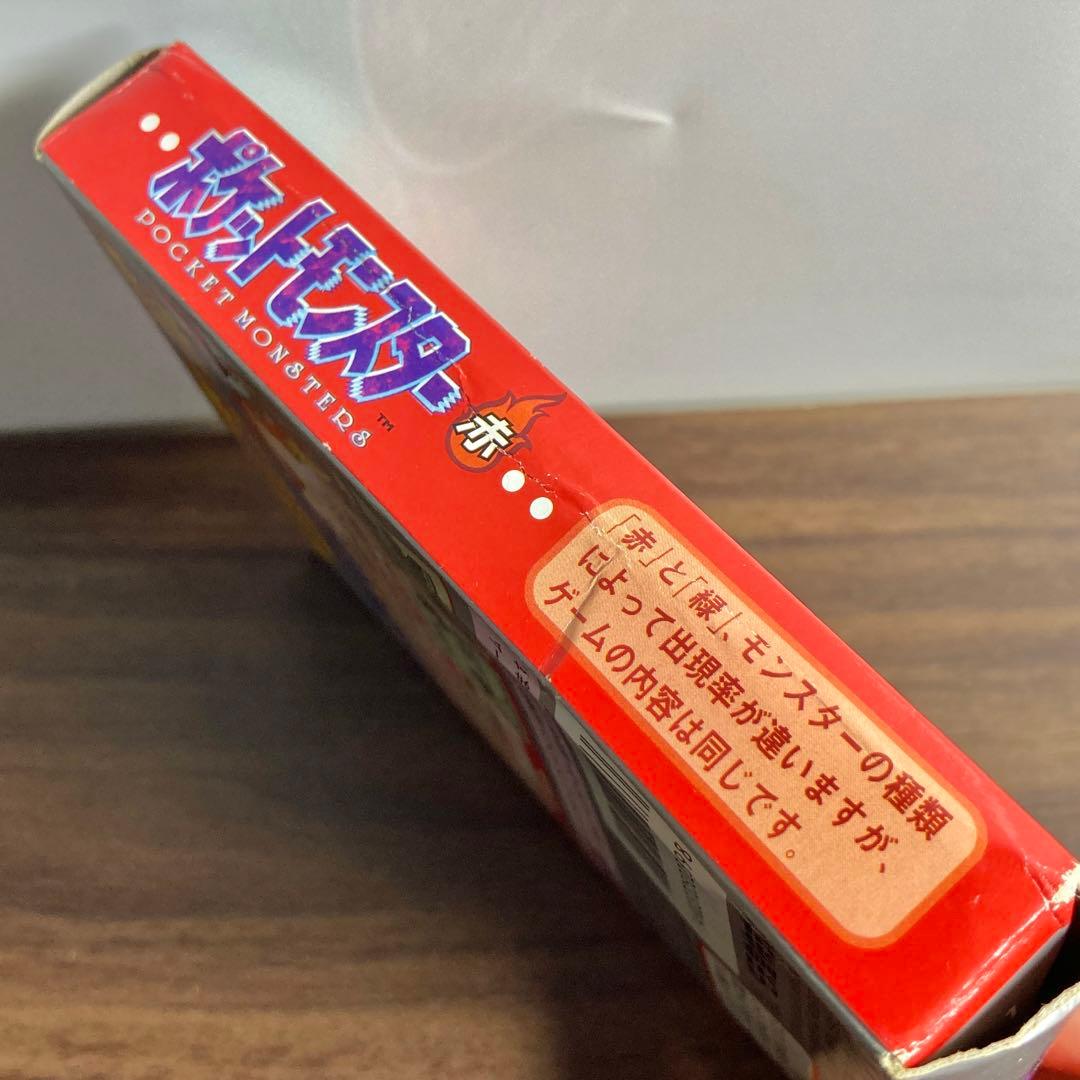 ポケットモンスター
POCKET MONSTERS™
赤
「赤」と「緑」、モンスターの種類
によって出現率が違いますが、
ゲームの内容は同じです。